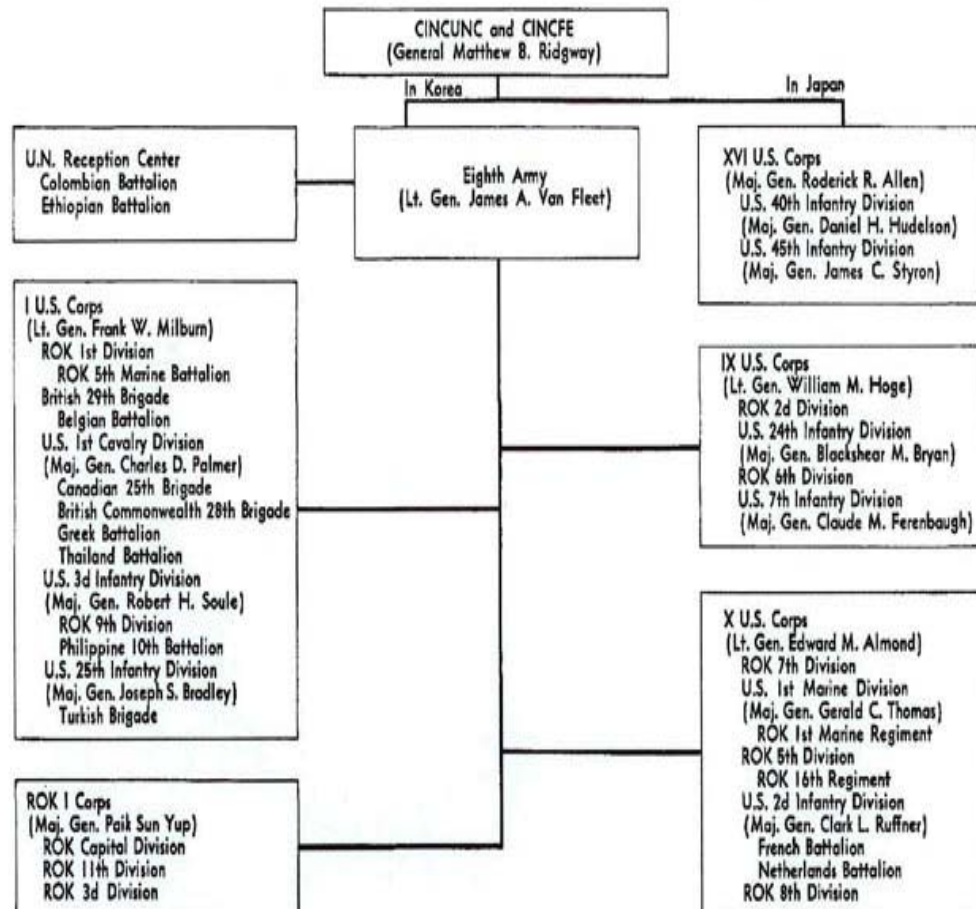 CINCUNC and CINCFE
(General Matthew B. Ridgway)
In Korea
In Japan
U.N. Reception Center
Colombian Battalion
Ethiopian Battalion
Eighth Army
(Lt. Gen. James A. Van Fleet)
XVI U.S. Corps
(Maj. Gen. Roderick R. Allen)
U.S. 40th Infantry Division
(Maj. Gen. Daniel H. Hudelson)
U.S. 45th Infantry Division
(Maj. Gen. James C. Styron)
I U.S. Corps
(Lt. Gen. Frank W. Milburn)
ROK 1st Division
ROK 5th Marine Battalion
British 29th Brigade
Belgian Battalion
U.S. 1st Cavalry Division
(Maj. Gen. Charles D. Palmer)
Canadian 25th Brigade
British Commonwealth 28th Brigade
Greek Battalion
Thailand Battalion
U.S. 3d Infantry Division
(Maj. Gen. Robert H. Soule)
ROK 9th Division
Philippine 10th Battalion
U.S. 25th Infantry Division
(Maj. Gen. Joseph S. Bradley)
Turkish Brigade
IX U.S. Corps
(Lt. Gen. William M. Hoge)
ROK 2d Division
U.S. 24th Infantry Division
(Maj. Gen. Blackshear M. Bryan)
ROK 6th Division
U.S. 7th Infantry Division
(Maj. Gen. Claude M. Ferenbaugh)
X U.S. Corps
(Lt. Gen. Edward M. Almond)
ROK 7th Division
U.S. 1st Marine Division
(Maj. Gen. Gerald C. Thomas)
ROK 1st Marine Regiment
ROK 5th Division
ROK 16th Regiment
U.S. 2d Infantry Division
(Maj. Gen. Clark L. Ruffner)
French Battalion
Netherlands Battalion
ROK 8th Division
ROK I Corps
(Maj. Gen. Paik Sun Yup)
ROK Capital Division
ROK 11th Division
ROK 3d Division